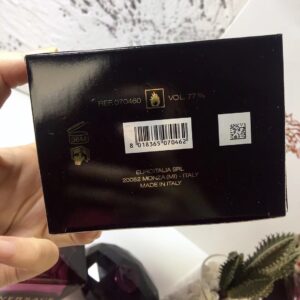 REF.070460 VOL. 77%
8 018365 070462
EUROITALIA SRL
20052 MONZA (MI) - ITALY
MADE IN ITALY